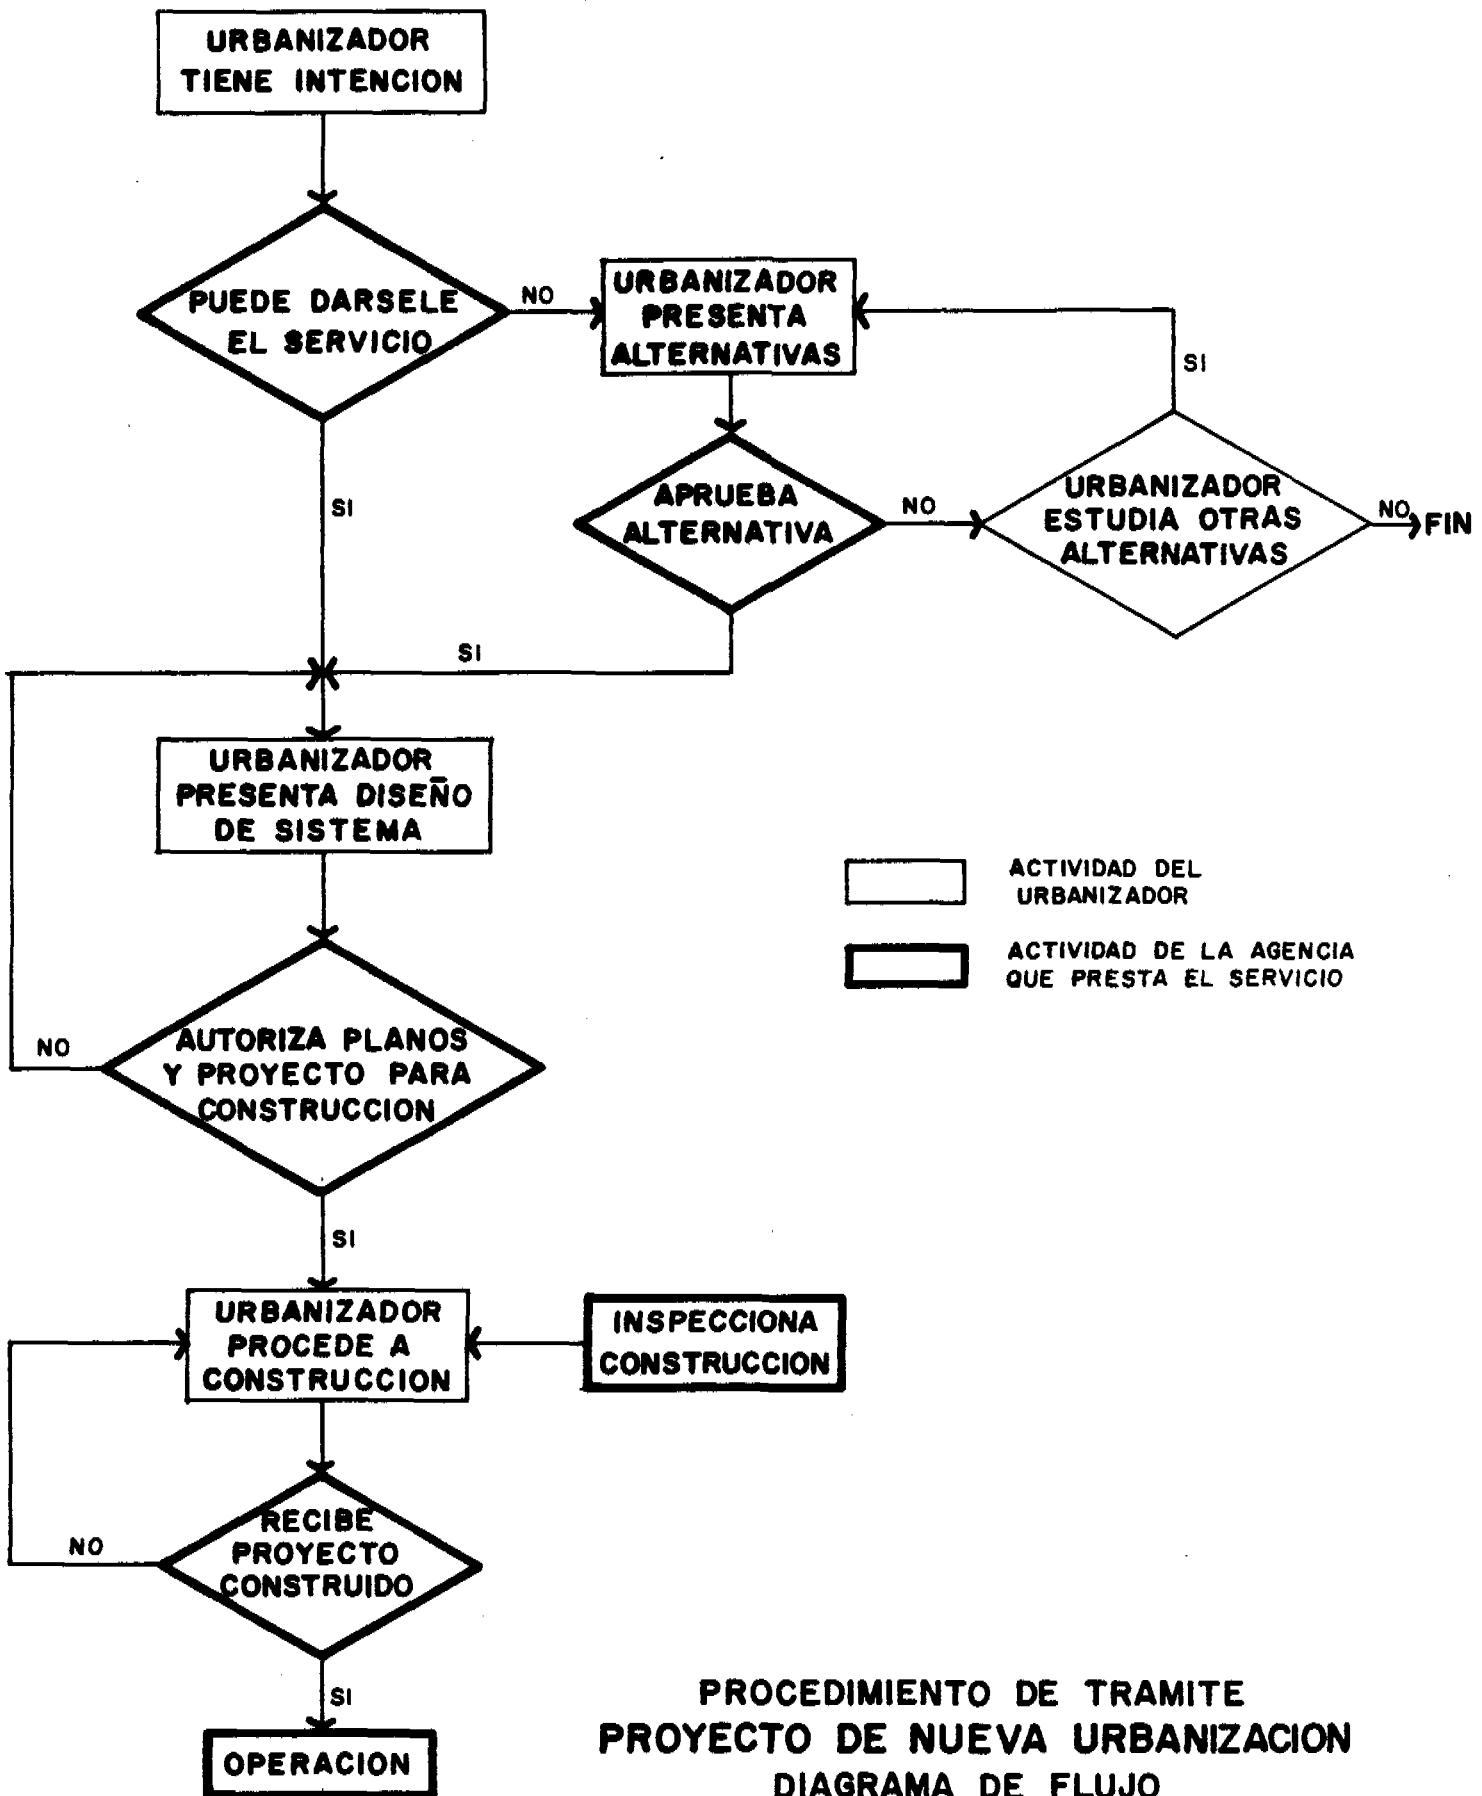 URBANIZADOR
TIENE INTENCION
PUEDE DARSELE
EL SERVICIO
NO
URBANIZADOR
PRESENTA
ALTERNATIVAS
SI
SI
APRUEBA
ALTERNATIVA
NO
URBANIZADOR
ESTUDIA OTRAS
ALTERNATIVAS
NO
FIN
SI
URBANIZADOR
PRESENTA DISEÑO
DE SISTEMA
ACTIVIDAD DEL
URBANIZADOR
ACTIVIDAD DE LA AGENCIA
QUE PRESTA EL SERVICIO
NO
AUTORIZA PLANOS
Y PROYECTO PARA
CONSTRUCCION
SI
URBANIZADOR
PROCEDE A
CONSTRUCCION
INSPECCIONA
CONSTRUCCION
NO
RECIBE
PROYECTO
CONSTRUIDO
SI
OPERACION
PROCEDIMIENTO DE TRAMITE
PROYECTO DE NUEVA URBANIZACION
DIAGRAMA DE FLUJO